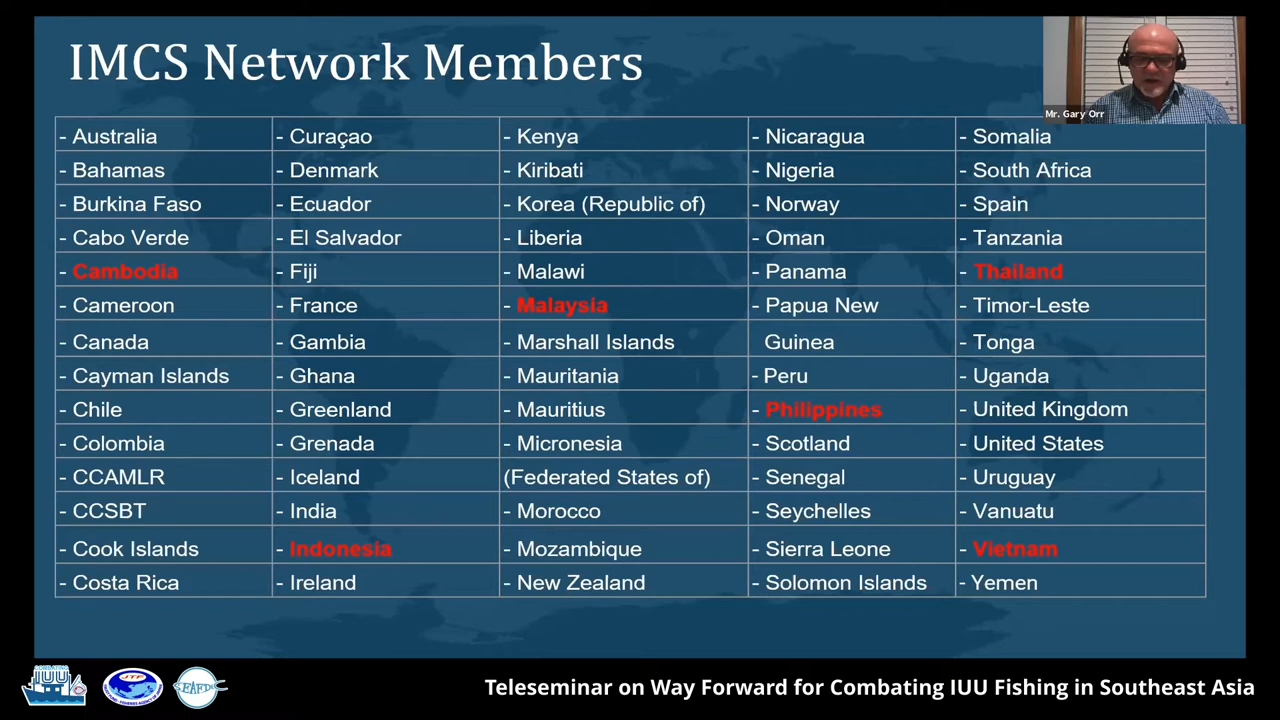 IMCS Network Members
Mr. Gary Orr
- Australia
- Curaçao
- Kenya
- Nicaragua
- Somalia
- Bahamas
- Denmark
- Kiribati
- Nigeria
- South Africa
- Burkina Faso
- Ecuador
- Korea (Republic of)
- Norway
- Spain
- Cabo Verde
- El Salvador
- Liberia
- Oman
- Tanzania
- Cambodia
- Fiji
- Malawi
- Panama
- Thailand
- Cameroon
- France
- Malaysia
- Papua New
- Timor-Leste
- Canada
- Gambia
- Marshall Islands
Guinea
- Tonga
- Cayman Islands
- Ghana
- Mauritania
- Peru
- Uganda
- Chile
- Greenland
- Mauritius
- Philippines
- United Kingdom
- Colombia
- Grenada
- Micronesia
- Scotland
- United States
- CCAMLR
- Iceland
(Federated States of)
- Senegal
- Uruguay
- CCSBT
- India
- Morocco
- Seychelles
- Vanuatu
- Cook Islands
- Indonesia
- Mozambique
- Sierra Leone
- Vietnam
- Costa Rica
- Ireland
- New Zealand
- Solomon Islands
- Yemen
COMBATING
IUU
SEAFDEC
Teleseminar on Way Forward for Combating IUU Fishing in Southeast Asia